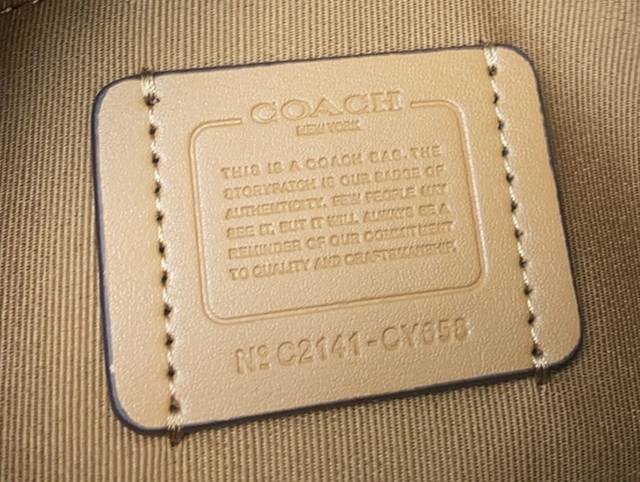 COACH
NEW YORK
THIS IS A COACH BAG. THE
STORYPATCH IS OUR BADGE OF
AUTHENTICITY. FEW PEOPLE MAY
SEE IT, BUT IT WILL ALWAYS BE A
REMINDER OF OUR COMMITMENT
TO QUALITY AND CRAFTSMANSHIP.
Nº C2141-CY658